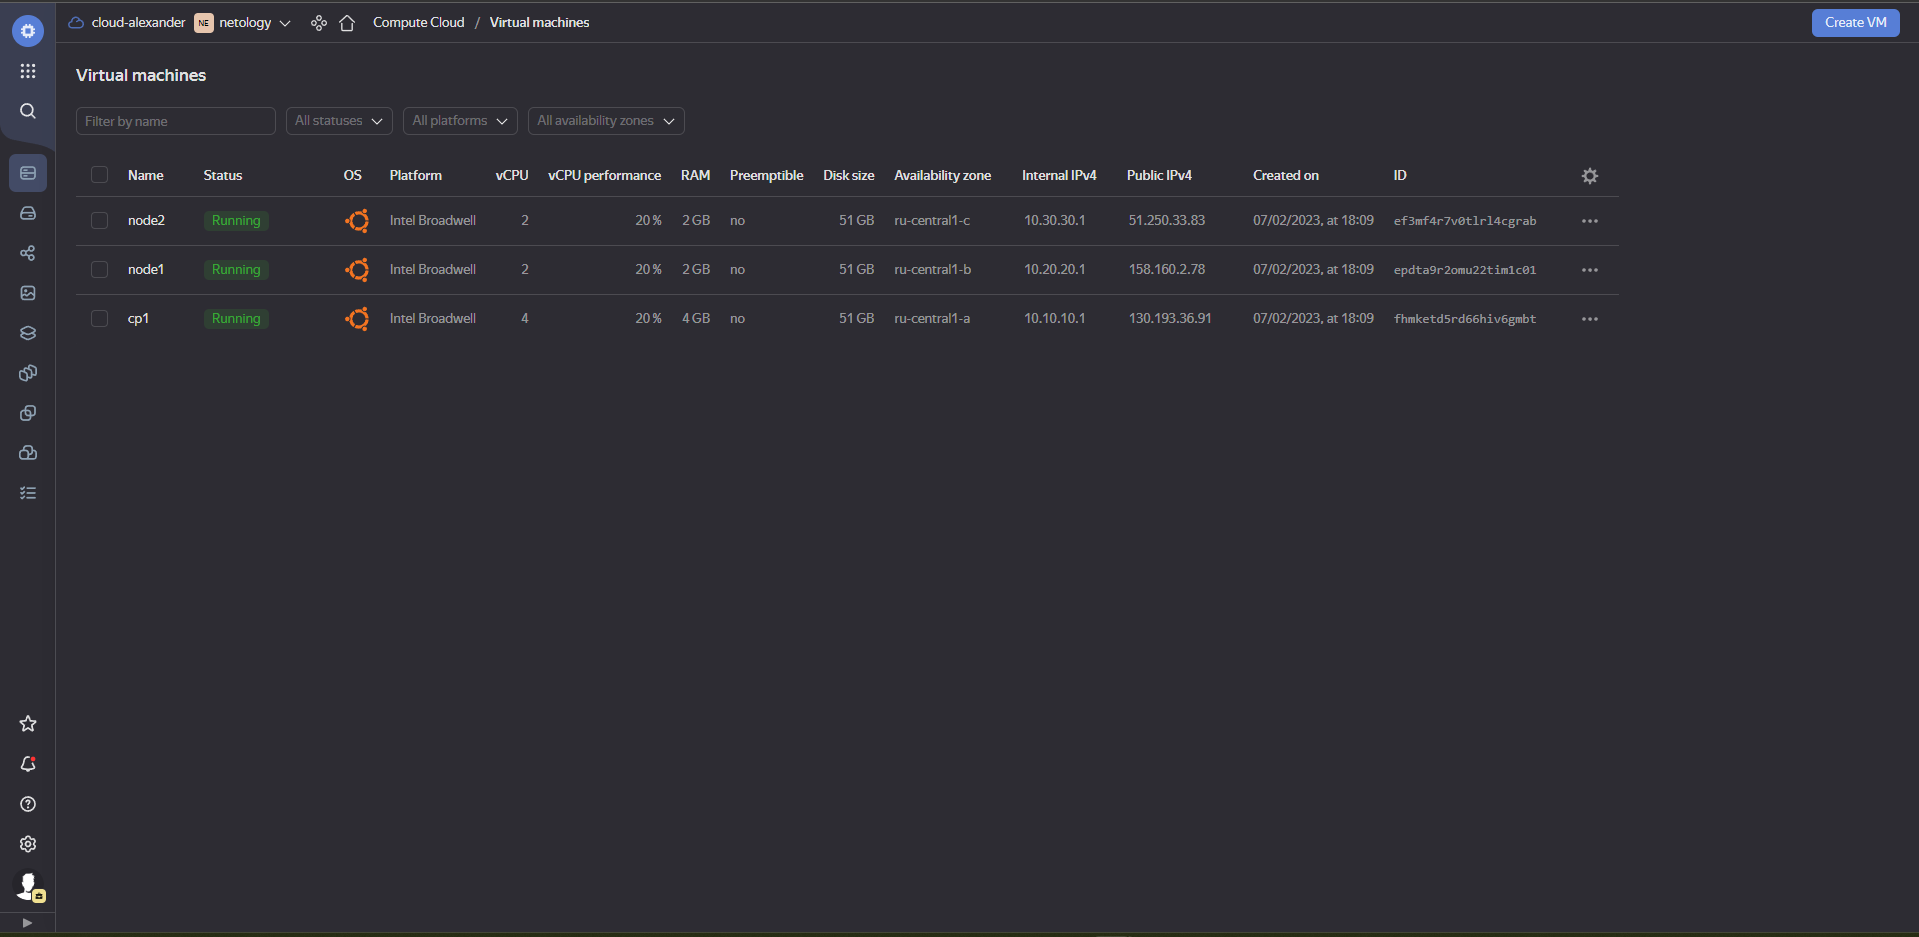 cloud-alexander NE netology Compute Cloud / Virtual machines Create VM
Virtual machines
Filter by name All statuses All platforms All availability zones
Name Status OS Platform vCPU vCPU performance RAM Preemptible Disk size Availability zone Internal IPv4 Public IPv4 Created on ID
node2 Running Intel Broadwell 2 20 % 2 GB no 51 GB ru-central1-c 10.30.30.1 51.250.33.83 07/02/2023, at 18:09 ef3mf4r7v0tlrl4cgrab
node1 Running Intel Broadwell 2 20 % 2 GB no 51 GB ru-central1-b 10.20.20.1 158.160.2.78 07/02/2023, at 18:09 epdta9r2omu22tim1c01
cp1 Running Intel Broadwell 4 20 % 4 GB no 51 GB ru-central1-a 10.10.10.1 130.193.36.91 07/02/2023, at 18:09 fhmketd5rd66hiv6gmbt